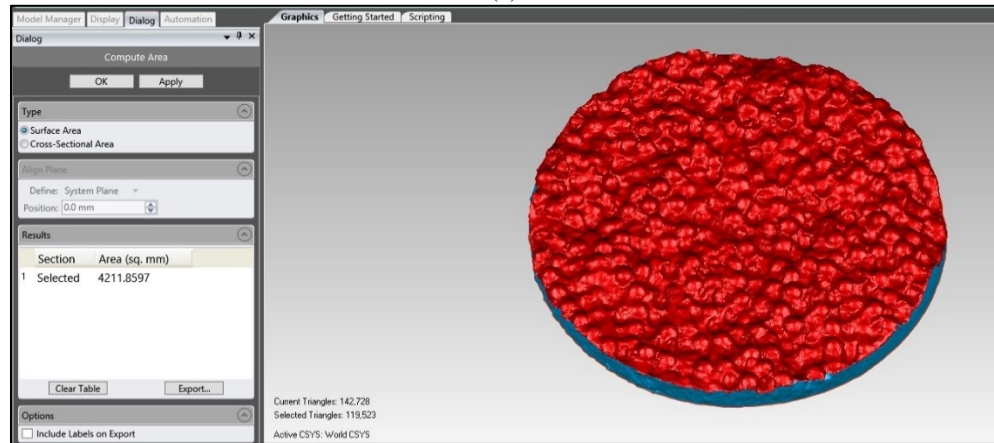 Model Manager Display Dialog Automation
Dialog
Compute Area
OK Apply
Type
Surface Area
Cross-Sectional Area
Align Plane
Define: System Plane
Position: 0.0 mm
Results
Section Area (sq. mm)
1 Selected 4211.8597
Clear Table Export...
Options
Include Labels on Export
Graphics Getting Started Scripting
Current Triangles: 142,728
Selected Triangles: 119,523
Active CSYS: World CSYS